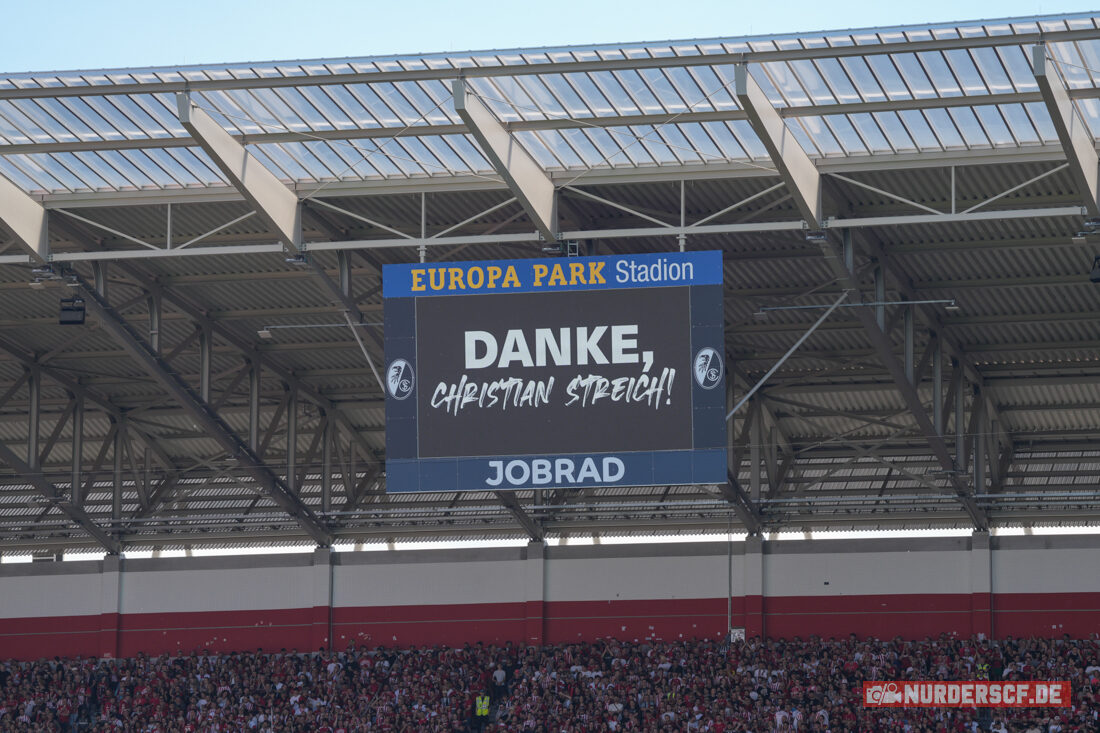 EUROPA PARK Stadion
DANKE,
CHRISTIAN STREICH!
JOBRAD
NURDERSCF.DE